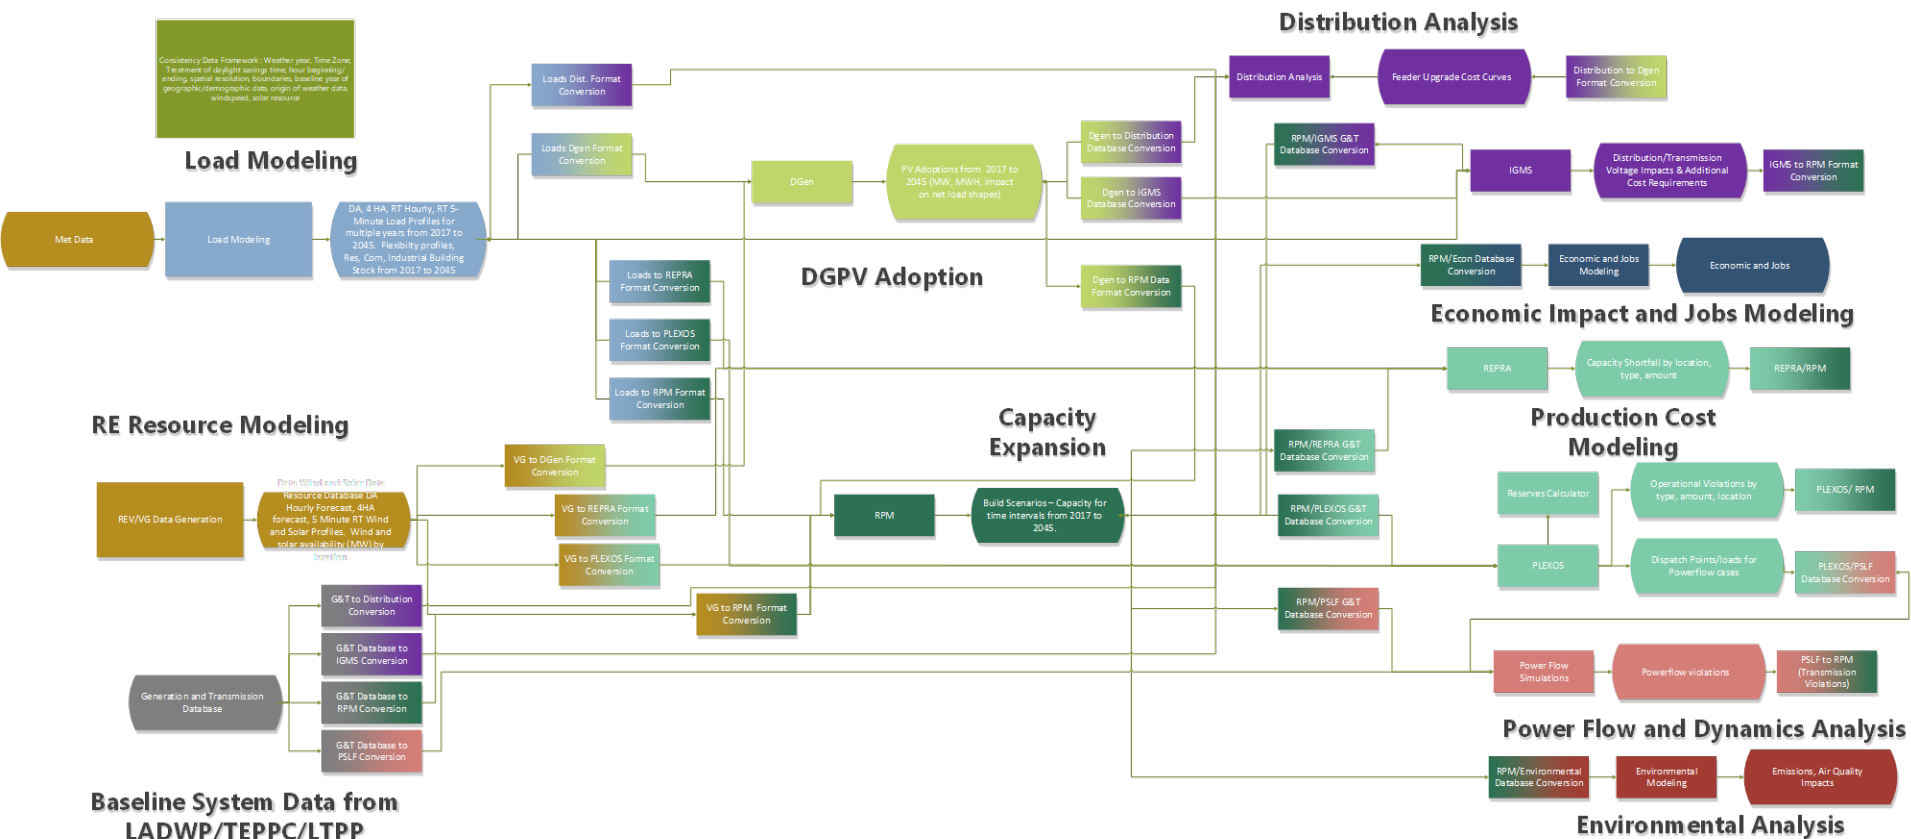 Distribution Analysis
Consistency Data Framework : Weather year, Time Zone,
Treatment of daylight savings time, hour beginning/
ending, spatial resolution, boundaries, baseline year of
geographic/demographic data, origin of weather data,
windspeed, solar resource
Load Modeling
Loads Dist. Format
Conversion
Distribution Analysis
Feeder Upgrade Cost Curves
Distribution to Dgen
Format Conversion
Loads Dgen Format
Conversion
DGen
PV Adoptions from 2017 to
2045 (MW, MWH, impact
on net load shapes)
Dgen to Distribution
Database Conversion
Dgen to IGMS
Database Conversion
RPM/IGMS G&T
Database Conversion
IGMS
Distribution/Transmission
Voltage Impacts & Additional
Cost Requirements
IGMS to RPM Format
Conversion
Met Data
Load Modeling
DA, 4 HA, RT Hourly, RT 5-
Minute Load Profiles for
multiple years from 2017 to
2045. Flexibilty profiles,
Res, Com, Industrial Building
Stock from 2017 to 2045
DGPV Adoption
Loads to REPRA
Format Conversion
Loads to PLEXOS
Format Conversion
Loads to RPM Format
Conversion
Dgen to RPM Data
Format Conversion
RPM/Econ Database
Conversion
Economic and Jobs
Modeling
Economic and Jobs
Economic Impact and Jobs Modeling
REPRA
Capacity Shortfall by location,
type, amount
REPRA/RPM
RE Resource Modeling
Capacity
Expansion
Production Cost
Modeling
REV/VG Data Generation
Resource Database DA
Hourly Forecast, 4HA
forecast, 5 Minute RT Wind
and Solar Profiles. Wind and
solar availability (MW) by
location
VG to DGen Format
Conversion
VG to REPRA Format
Conversion
VG to PLEXOS Format
Conversion
RPM
Build Scenarios – Capacity for
time intervals from 2017 to
2045.
RPM/REPRA G&T
Database Conversion
RPM/PLEXOS G&T
Database Conversion
RPM/PSLF G&T
Database Conversion
Reserves Calculator
PLEXOS
Operational Violations by
type, amount, location
PLEXOS/ RPM
Dispatch Points/loads for
Powerflow cases
PLEXOS/PSLF
Database Conversion
G&T to Distribution
Conversion
VG to RPM Format
Conversion
G&T Database to
IGMS Conversion
Generation and Transmission
Database
G&T Database to
RPM Conversion
G&T Database to
PSLF Conversion
Power Flow
Simulations
Powerflow violations
PSLF to RPM
(Transmission
Violations)
Power Flow and Dynamics Analysis
RPM/Environmental
Database Conversion
Environmental
Modeling
Emissions, Air Quality
Impacts
Baseline System Data from
LADWP/TEPPC/LTPP
Environmental Analysis